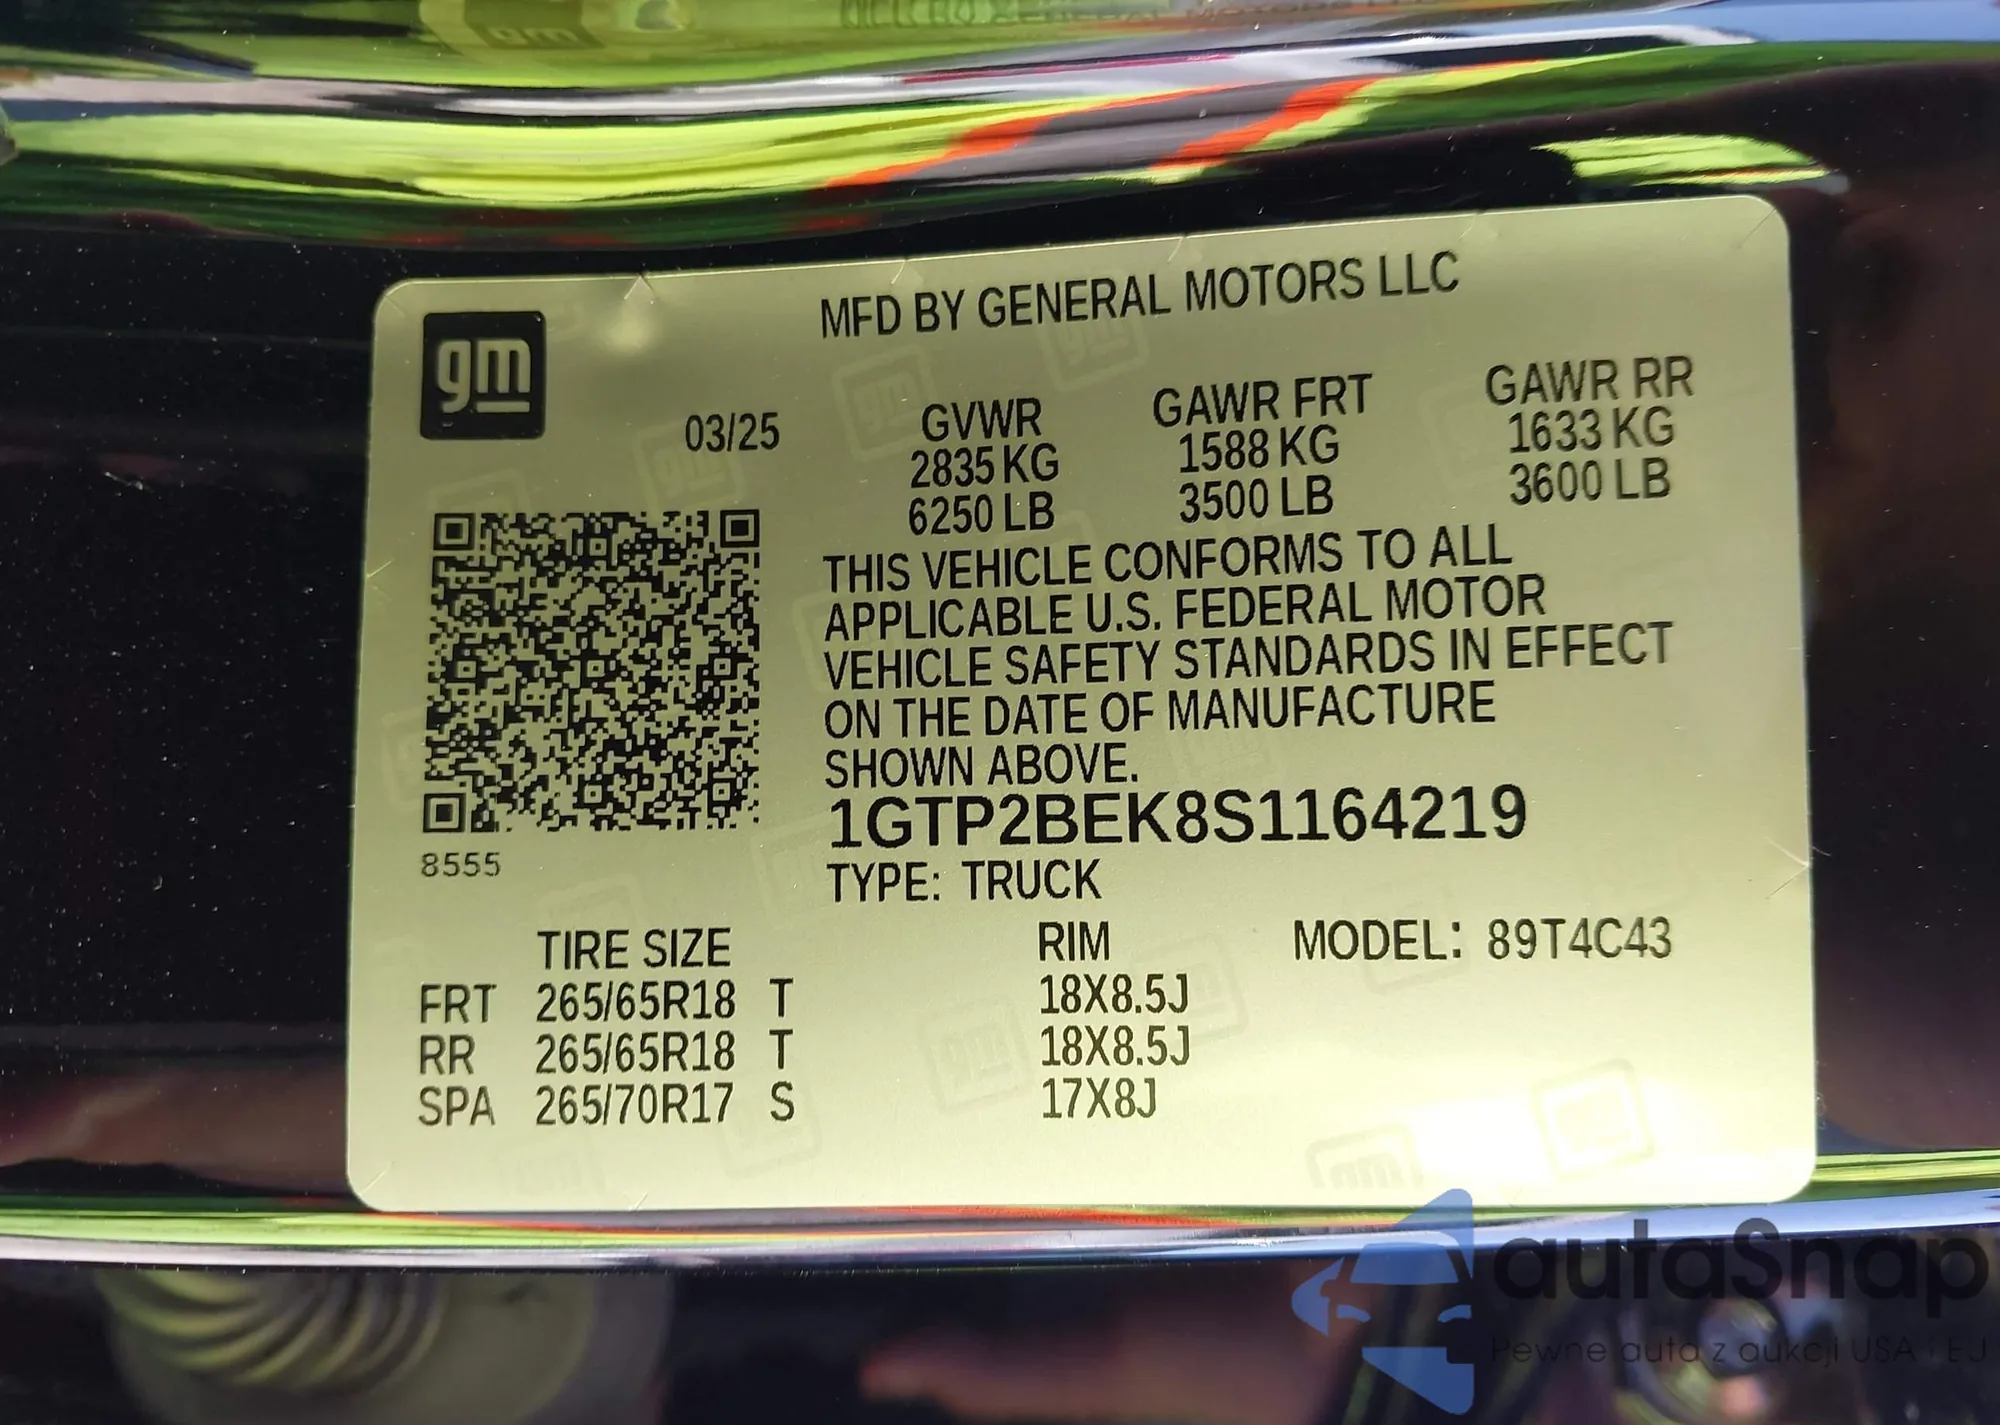 gm
MFD BY GENERAL MOTORS LLC
03/25
GVWR GAWR FRT GAWR RR
2835 KG 1588 KG 1633 KG
6250 LB 3500 LB 3600 LB
THIS VEHICLE CONFORMS TO ALL
APPLICABLE U.S. FEDERAL MOTOR
VEHICLE SAFETY STANDARDS IN EFFECT
ON THE DATE OF MANUFACTURE
SHOWN ABOVE.
1GTP2BEK8S1164219
8555
TYPE: TRUCK
TIRE SIZE RIM MODEL: 89T4C43
FRT 265/65R18 T 18X8.5J
RR 265/65R18 T 18X8.5J
SPA 265/70R17 S 17X8J
autaSnap
Pewne auta z aukcji USA i EU